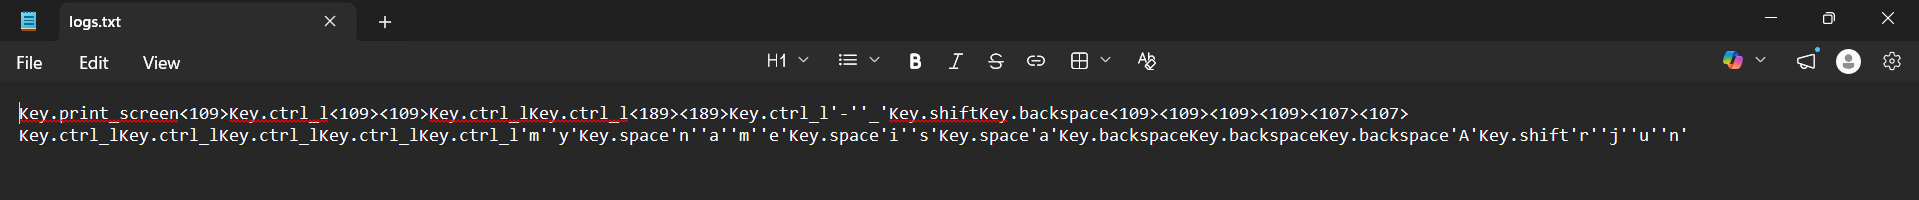 logs.txt
File Edit View H1
Key.print_screen<109>Key.ctrl_l<109><109>Key.ctrl_lKey.ctrl_l<189><189>Key.ctrl_l'-''_'Key.shiftKey.backspace<109><109><109><109><107><107>
Key.ctrl_lKey.ctrl_lKey.ctrl_lKey.ctrl_lKey.ctrl_l'm''y'Key.space'n''a''m''e'Key.space'i''s'Key.space'a'Key.backspaceKey.backspaceKey.backspace'A'Key.shift'r''j''u''n'